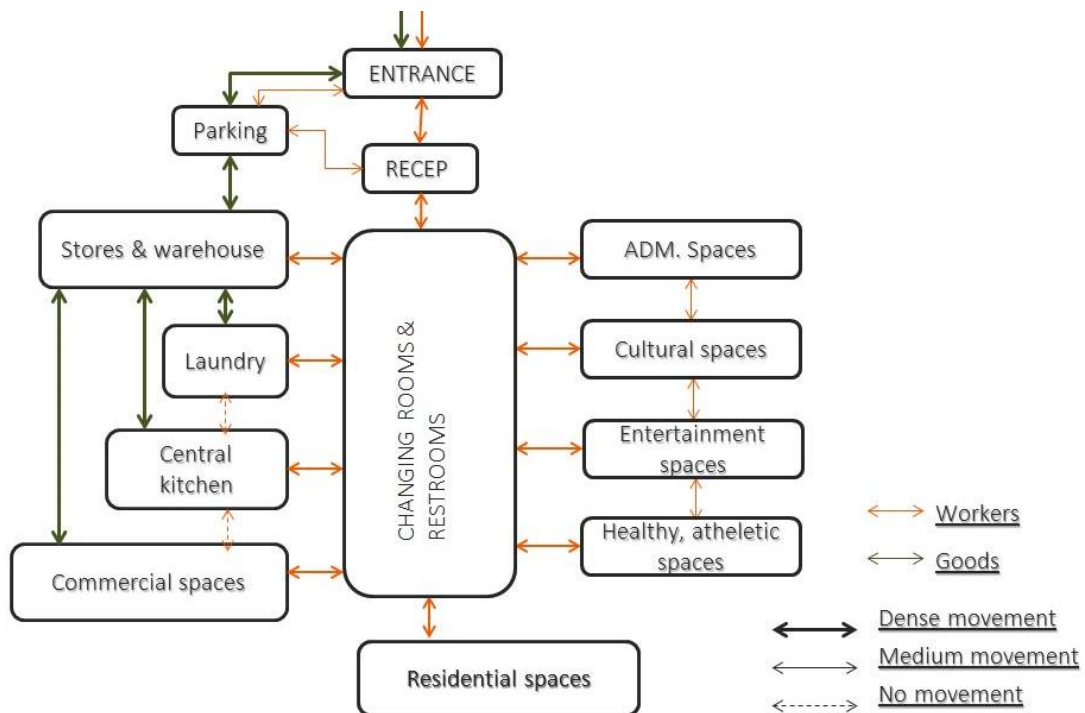 ENTRANCE
Parking
RECEP
Stores & warehouse
ADM. Spaces
Laundry
Cultural spaces
CHANGING ROOMS &
RESTROOMS
Central
kitchen
Entertainment
spaces
Healthy, atheletic
spaces
Commercial spaces
Residential spaces
Workers
Goods
Dense movement
Medium movement
No movement